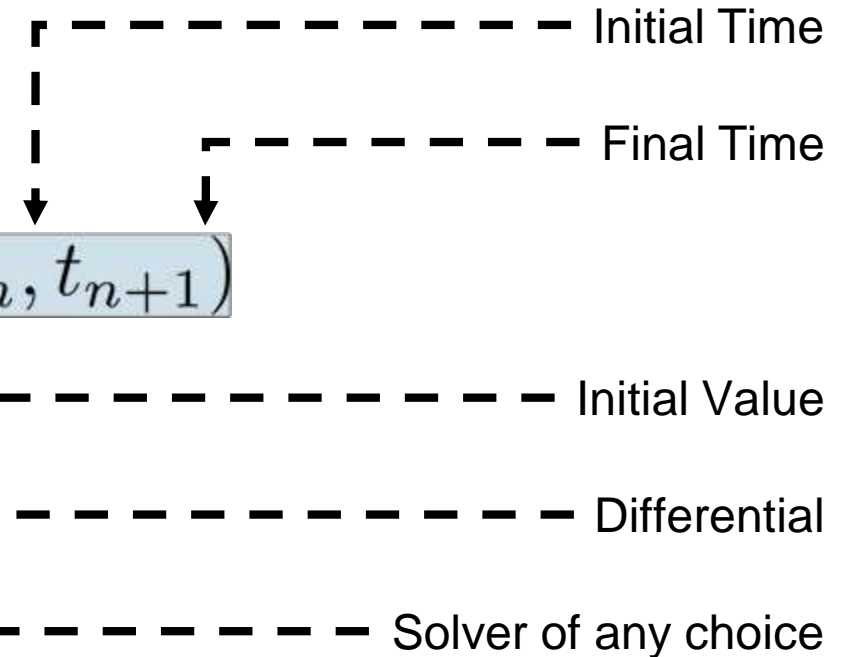 Initial Time
Final Time
, t_{n+1})
Initial Value
Differential
Solver of any choice